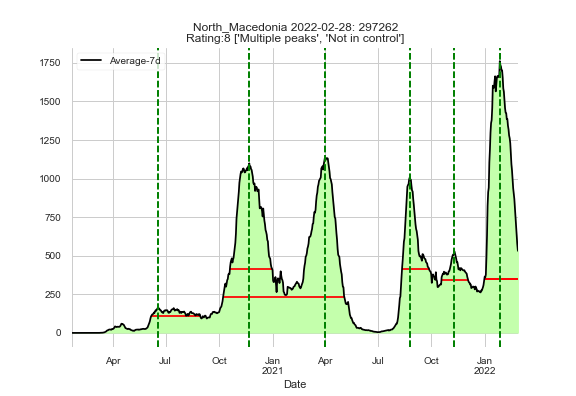 North_Macedonia 2022-02-28: 297262
Rating:8 ['Multiple peaks', 'Not in control']
Average-7d
1750
1500
1250
1000
750
500
250
0
Apr Jul Oct Jan Apr Jul Oct Jan
2021 2022
Date